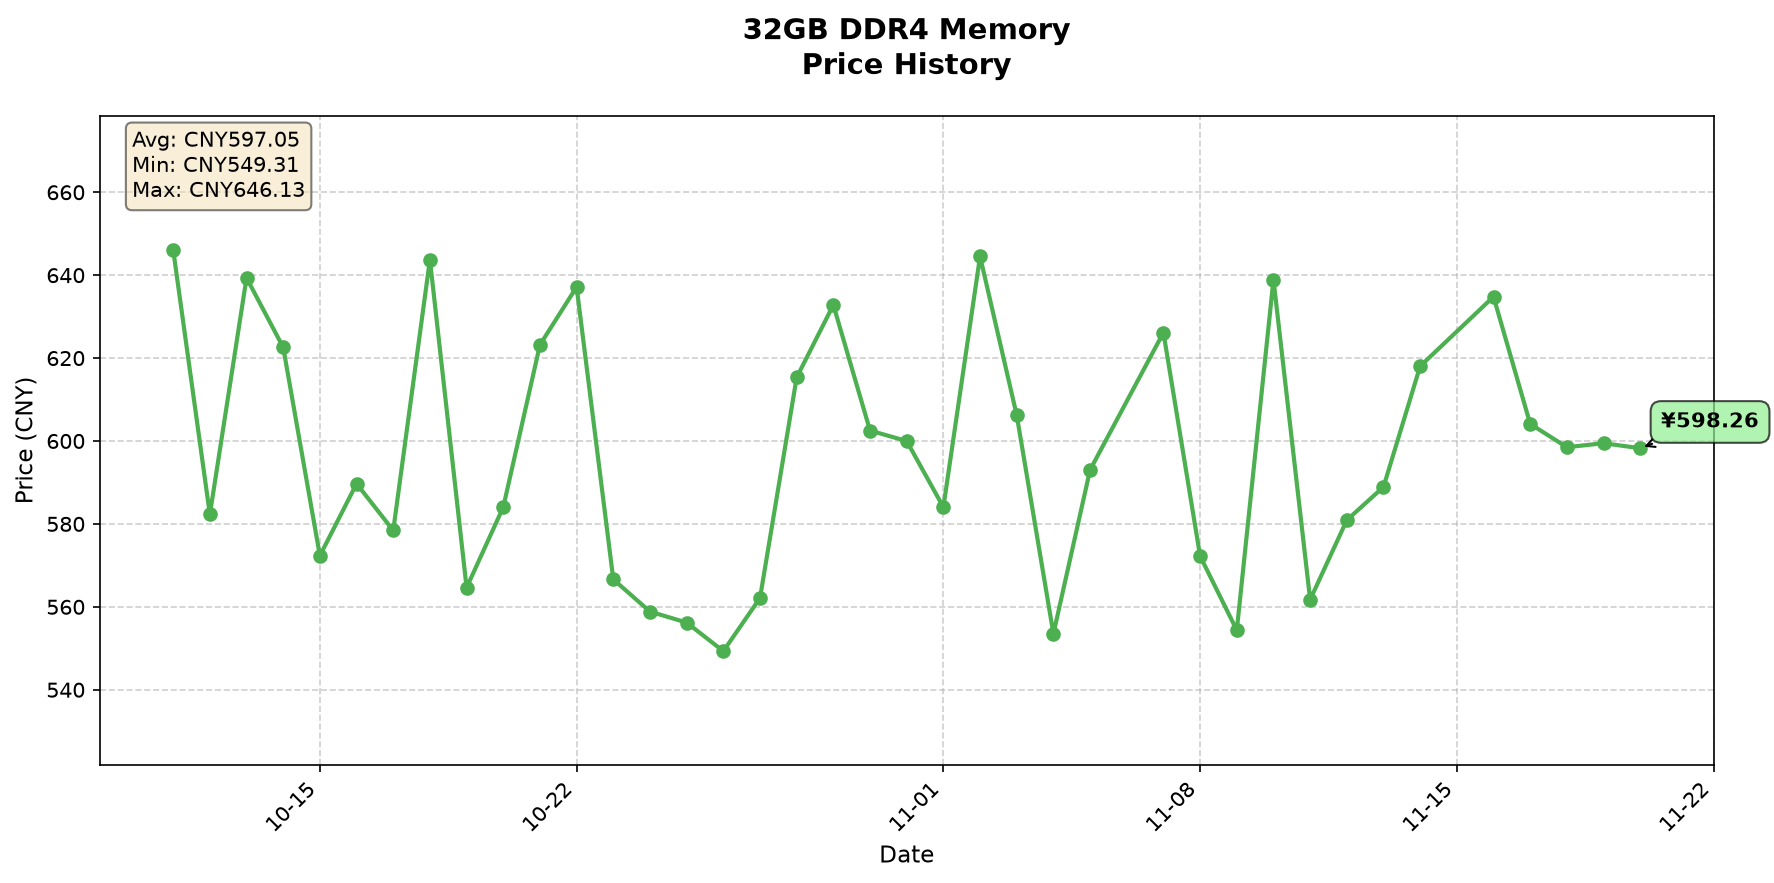 32GB DDR4 Memory
Price History
Avg: CNY597.05
Min: CNY549.31
Max: CNY646.13
660
640
620
600
580
560
540
Price (CNY)
¥598.26
10-15
10-22
11-01
11-08
11-15
11-22
Date